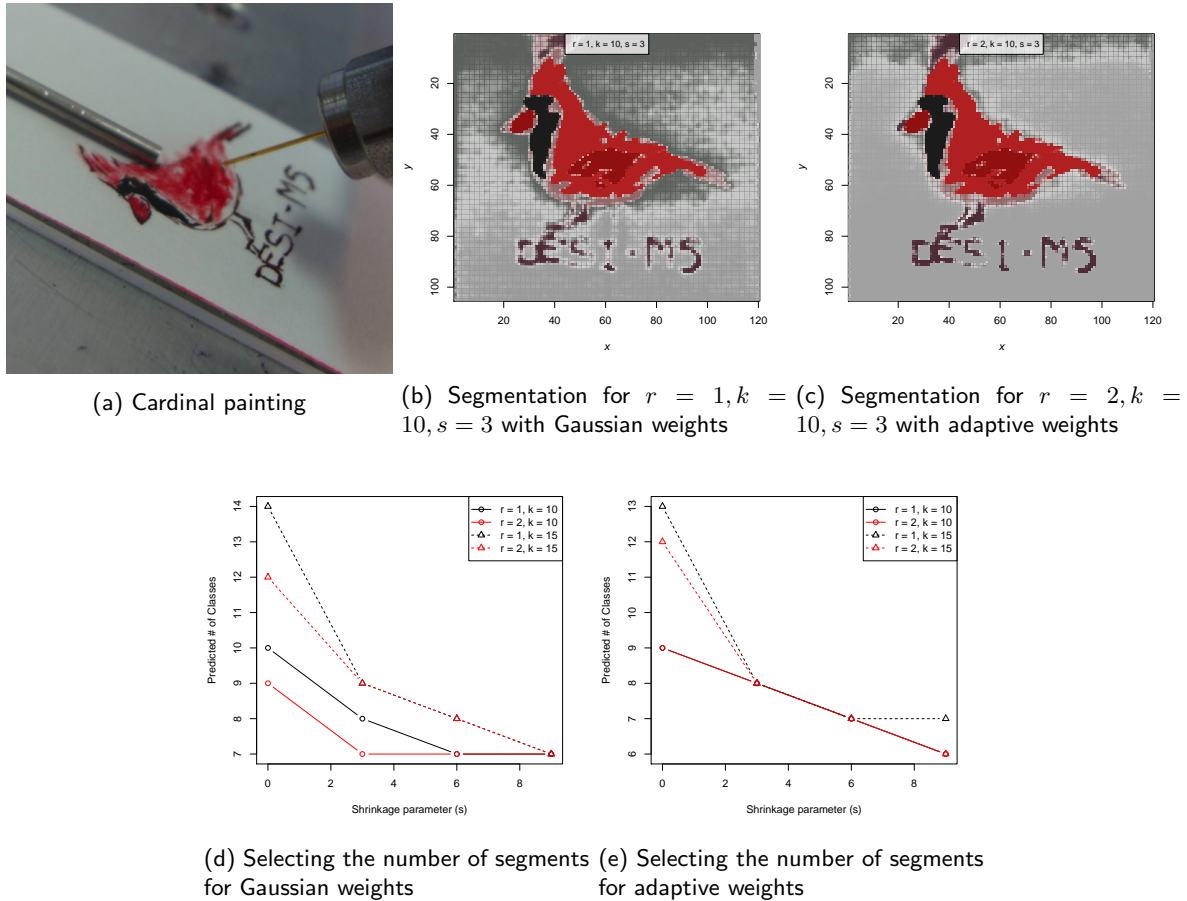 DESI-MS
r = 1, k = 10, s = 3
20
40
60
80
100
y
20
40
60
80
100
120
x
DESI·MS
r = 2, k = 10, s = 3
20
40
60
80
100
y
20
40
60
80
100
120
x
DESI·MS
(a) Cardinal painting
(b) Segmentation for r = 1, k =
10, s = 3 with Gaussian weights
(c) Segmentation for r = 2, k =
10, s = 3 with adaptive weights
14
13
12
11
10
9
8
7
Predicted # of Classes
r = 1, k = 10
r = 2, k = 10
r = 1, k = 15
r = 2, k = 15
0
2
4
6
8
Shrinkage parameter (s)
13
12
11
10
9
8
7
6
Predicted # of Classes
r = 1, k = 10
r = 2, k = 10
r = 1, k = 15
r = 2, k = 15
0
2
4
6
8
Shrinkage parameter (s)
(d) Selecting the number of segments
for Gaussian weights
(e) Selecting the number of segments
for adaptive weights